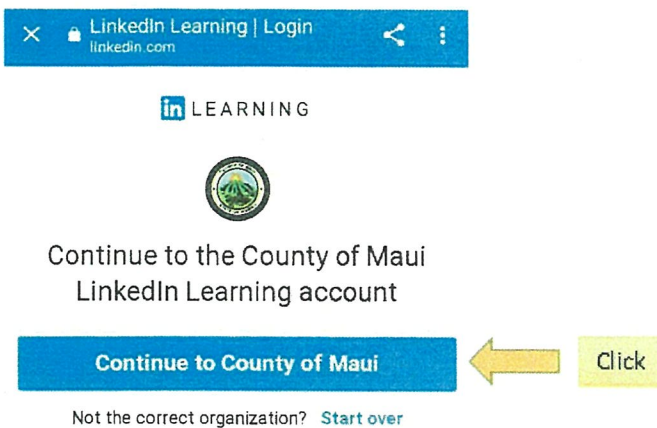 LinkedIn Learning | Login
linkedin.com
in LEARNING
Continue to the County of Maui
LinkedIn Learning account
Continue to County of Maui
Click
Not the correct organization? Start over